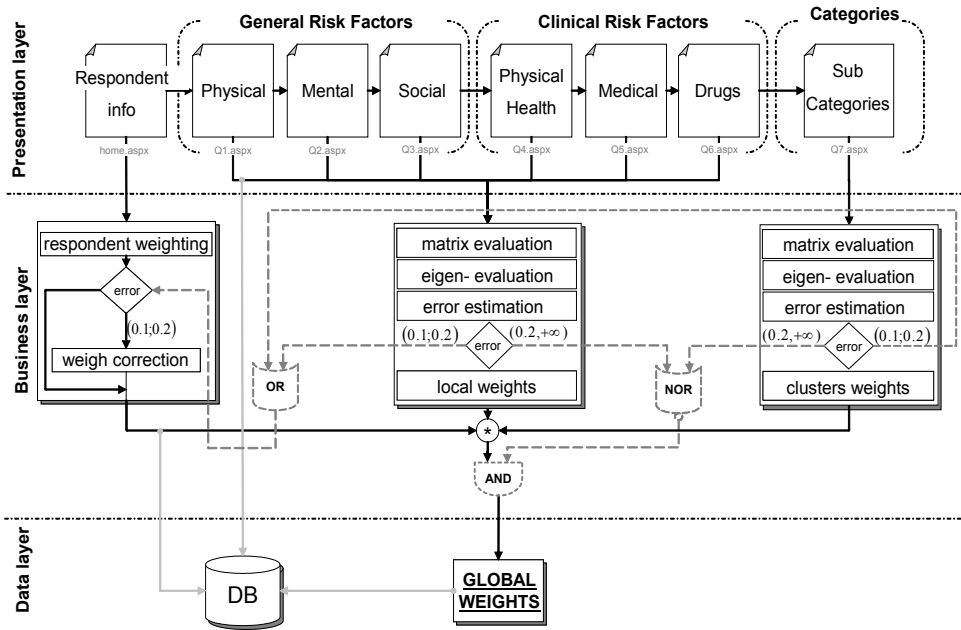 General Risk Factors
Clinical Risk Factors
Categories
Presentation layer
Respondent
info
Physical
Mental
Social
Physical
Health
Medical
Drugs
Sub
Categories
home.aspx
Q1.aspx
Q2.aspx
Q3.aspx
Q4.aspx
Q5.aspx
Q6.aspx
Q7.aspx
Business layer
respondent weighting
error
(0.1;0.2)
weigh correction
matrix evaluation
eigen- evaluation
error estimation
(0.1;0.2)
error
(0.2,+∞)
local weights
matrix evaluation
eigen- evaluation
error estimation
(0.2,+∞)
error
(0.1;0.2)
clusters weights
OR
NOR
*
AND
Data layer
DB
GLOBAL
WEIGHTS